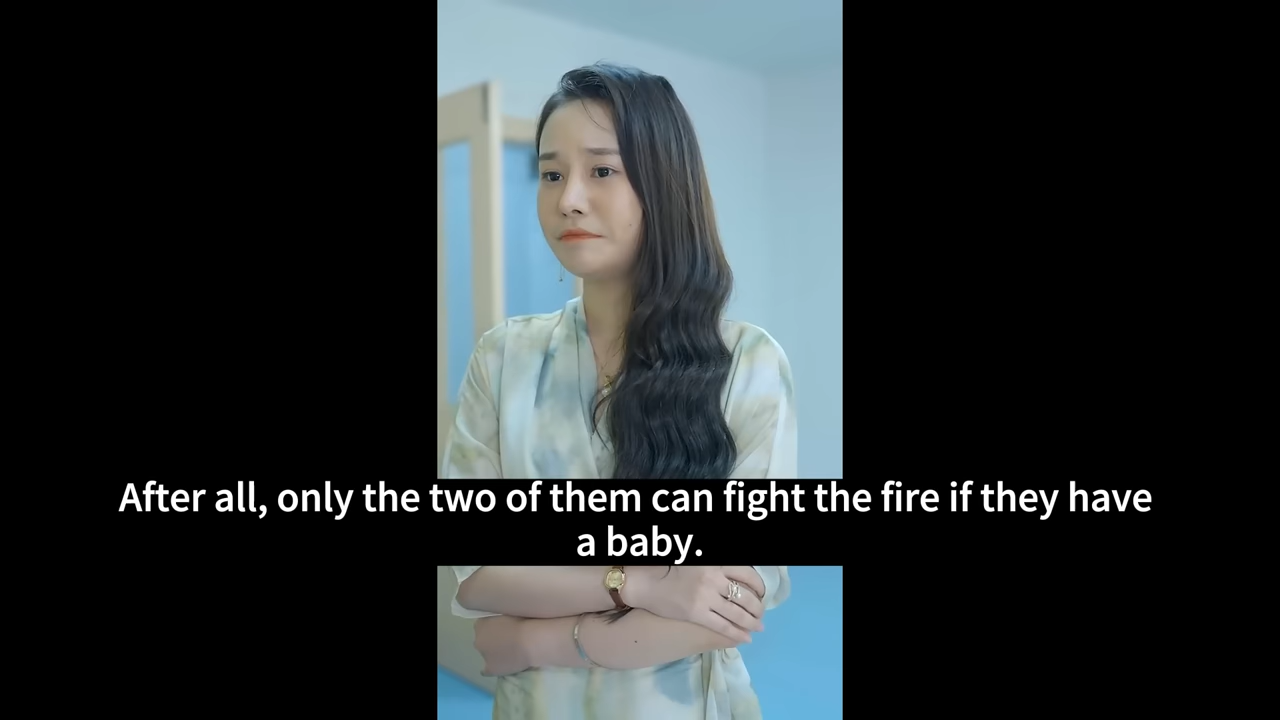 After all, only the two of them can fight the fire if they have
a baby.